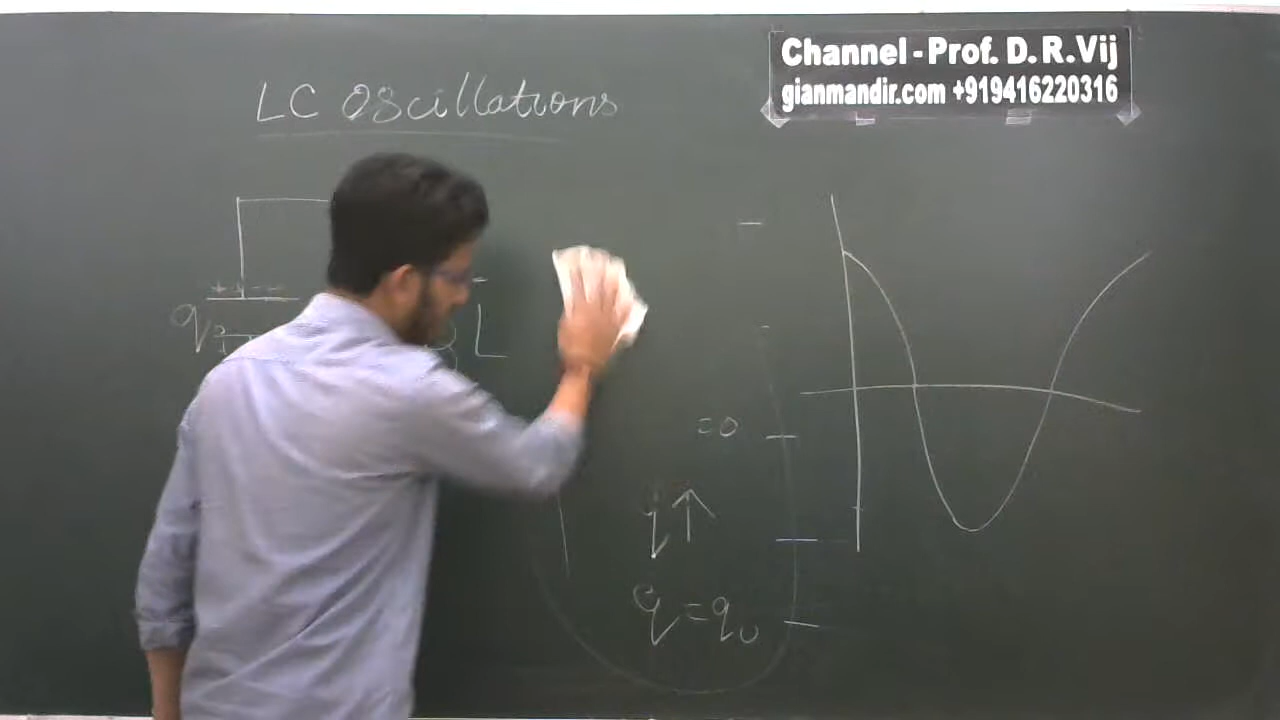 Channel - Prof. D. R. Vij
gianmandir.com +919416220316
LC Oscillations
L
=0
q ↑
q = q₀